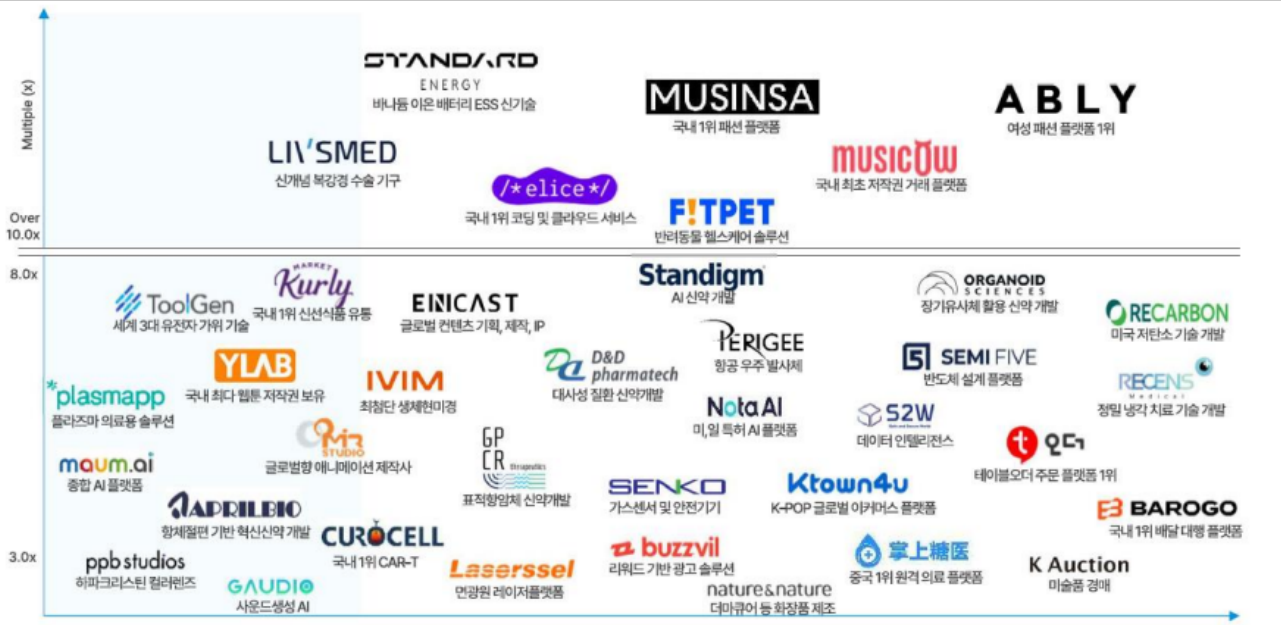 Multiple (x)
Over
10.0x
8.0x
3.0x
STANDARD
ENERGY
바나듐 이온 배터리 ESS 신기술
MUSINSA
국내 1위 패션 플랫폼
ABLY
여성 패션 플랫폼 1위
LIV'SMED
신개념 복강경 수술 기구
MUSICOW
국내 최초 저작권 거래 플랫폼
/*elice*/
국내 1위 코딩 및 클라우드 서비스
F!TPET
반려동물 헬스케어 솔루션
ToolGen
세계 3대 유전자 가위 기술
MARKET
Kurly
국내 1위 신선식품 유통
ENCAST
글로벌 컨텐츠 기획, 제작, IP
Standigm
AI 신약 개발
ORGANOID
SCIENCES
장기유사체 활용 신약 개발
RECARBON
미국 저탄소 기술 개발
PERIGEE
항공 우주 발사체
YLAB
국내 최다 웹툰 저작권 보유
IVIM
최첨단 생체현미경
D&D
pharmatech
대사성 질환 신약개발
5 SEMIFIVE
반도체 설계 플랫폼
RECENS
Medical
정밀 냉각 치료 기술 개발
*plasmapp
플라즈마 의료용 솔루션
Nota AI
미,일 특허 AI 플랫폼
S2W
데이터 인텔리전스
MiR
STUDIO
글로벌향 애니메이션 제작사
GP
CR therapeutics
표적항암체 신약개발
t 오더
테이블오더 주문 플랫폼 1위
maum.ai
종합 AI 플랫폼
SENKO
가스센서 및 안전기기
Ktown4u
K-POP 글로벌 이커머스 플랫폼
APRILBIO
항체절편 기반 혁신신약 개발
BAROGO
국내 1위 배달 대행 플랫폼
CUROCELL
국내 1위 CAR-T
ppb studios
하파크리스틴 컬러렌즈
buzzvil
리워드 기반 광고 솔루션
掌上糖医
중국 1위 원격 의료 플랫폼
K Auction
미술품 경매
Laserssel
면광원 레이저플랫폼
GAUDIO
사운드생성 AI
nature&nature
더마큐어 등 화장품 제조